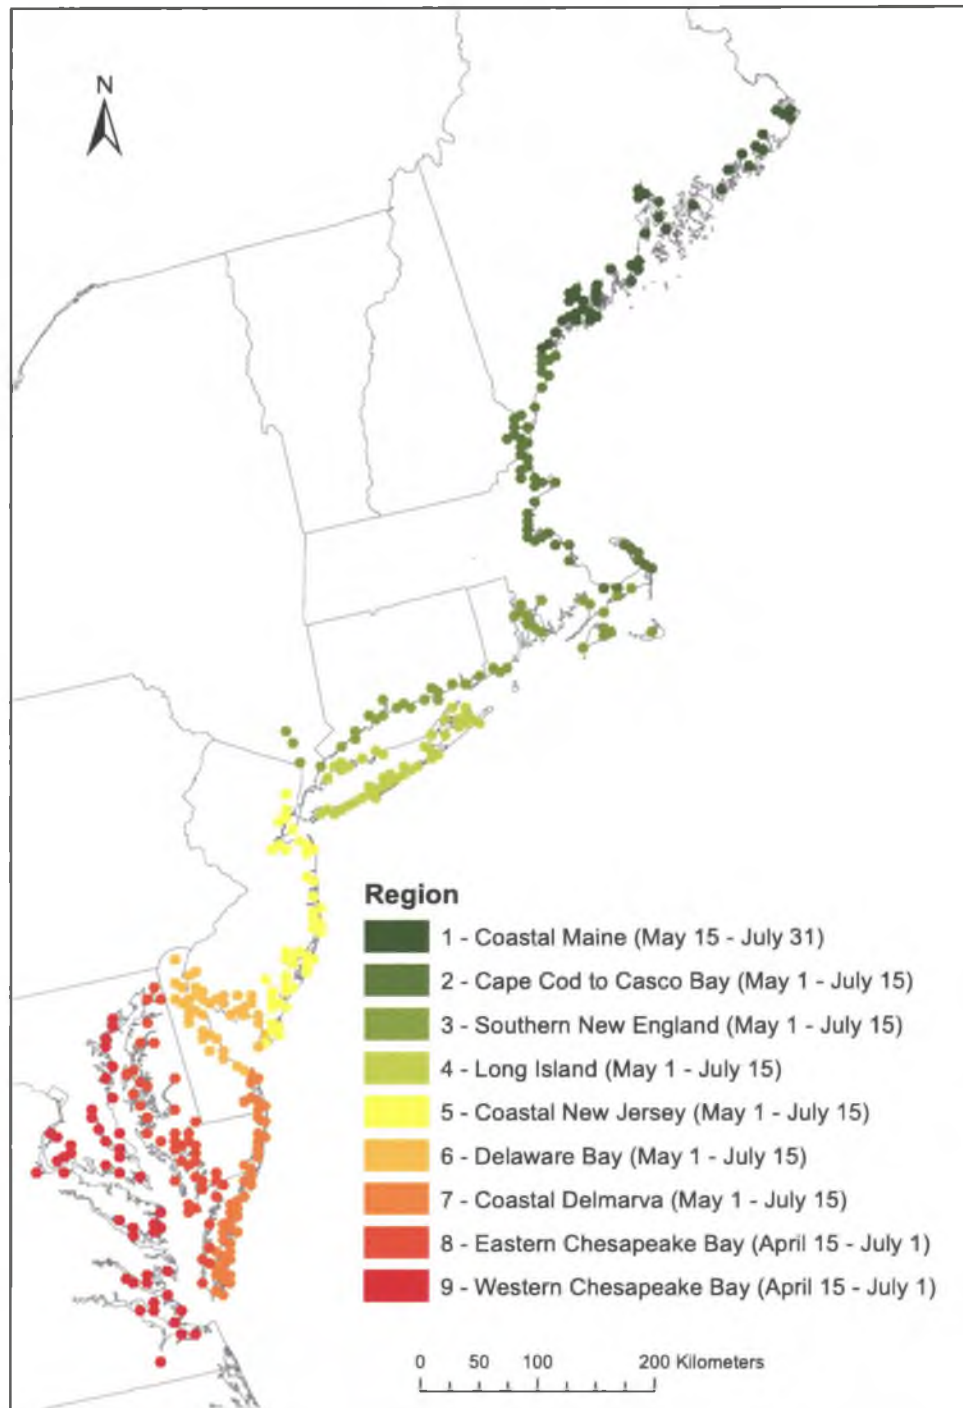 N
Region
1 - Coastal Maine (May 15 - July 31)
2 - Cape Cod to Casco Bay (May 1 - July 15)
3 - Southern New England (May 1 - July 15)
4 - Long Island (May 1 - July 15)
5 - Coastal New Jersey (May 1 - July 15)
6 - Delaware Bay (May 1 - July 15)
7 - Coastal Delmarva (May 1 - July 15)
8 - Eastern Chesapeake Bay (April 15 - July 1)
9 - Western Chesapeake Bay (April 15 - July 1)
0 50 100 200 Kilometers